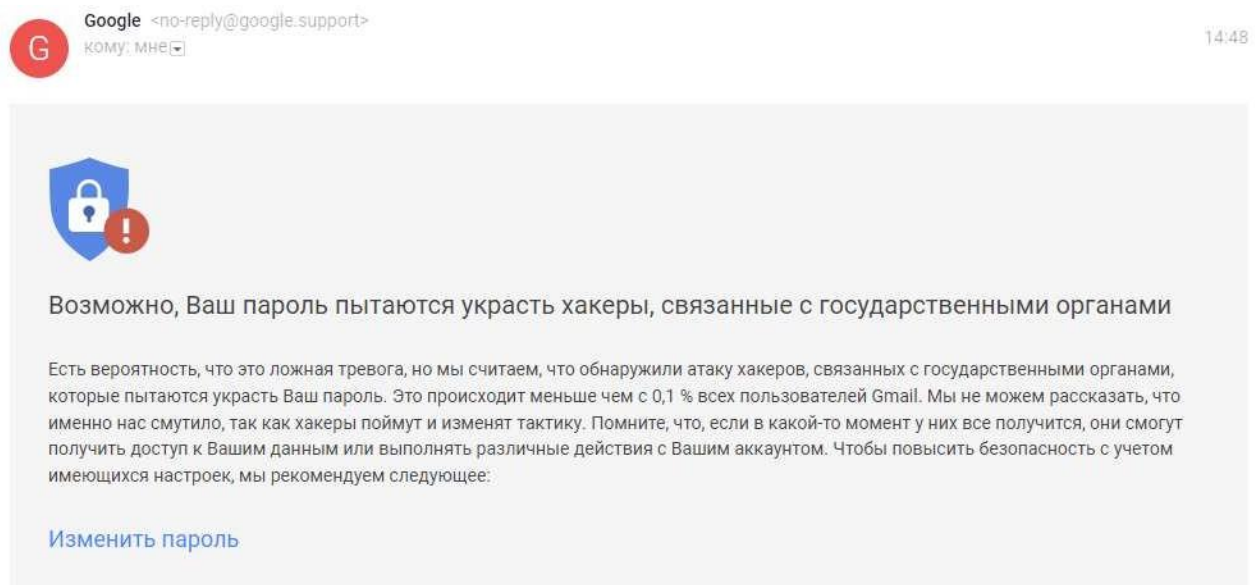 Google <no-reply@google.support>
G
кому: мне
14:48
Возможно, Ваш пароль пытаются украсть хакеры, связанные с государственными органами
Есть вероятность, что это ложная тревога, но мы считаем, что обнаружили атаку хакеров, связанных с государственными органами,
которые пытаются украсть Ваш пароль. Это происходит меньше чем с 0,1 % всех пользователей Gmail. Мы не можем рассказать, что
именно нас смутило, так как хакеры поймут и изменят тактику. Помните, что, если в какой-то момент у них все получится, они смогут
получить доступ к Вашим данным или выполнять различные действия с Вашим аккаунтом. Чтобы повысить безопасность с учетом
имеющихся настроек, мы рекомендуем следующее:
Изменить пароль